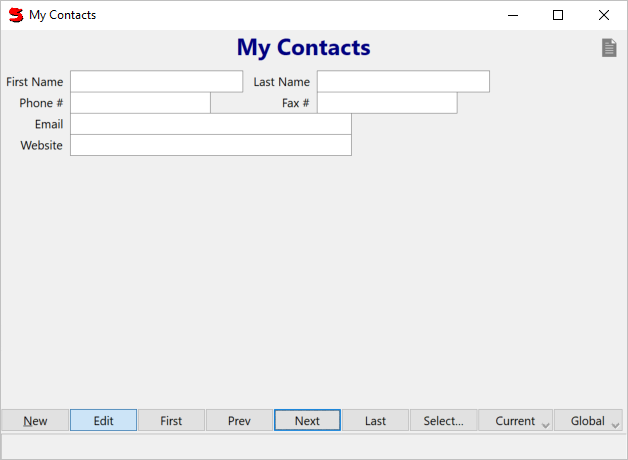 My Contacts
My Contacts
First Name Last Name
Phone # Fax #
Email
Website
New Edit First Prev Next Last Select... Current Global